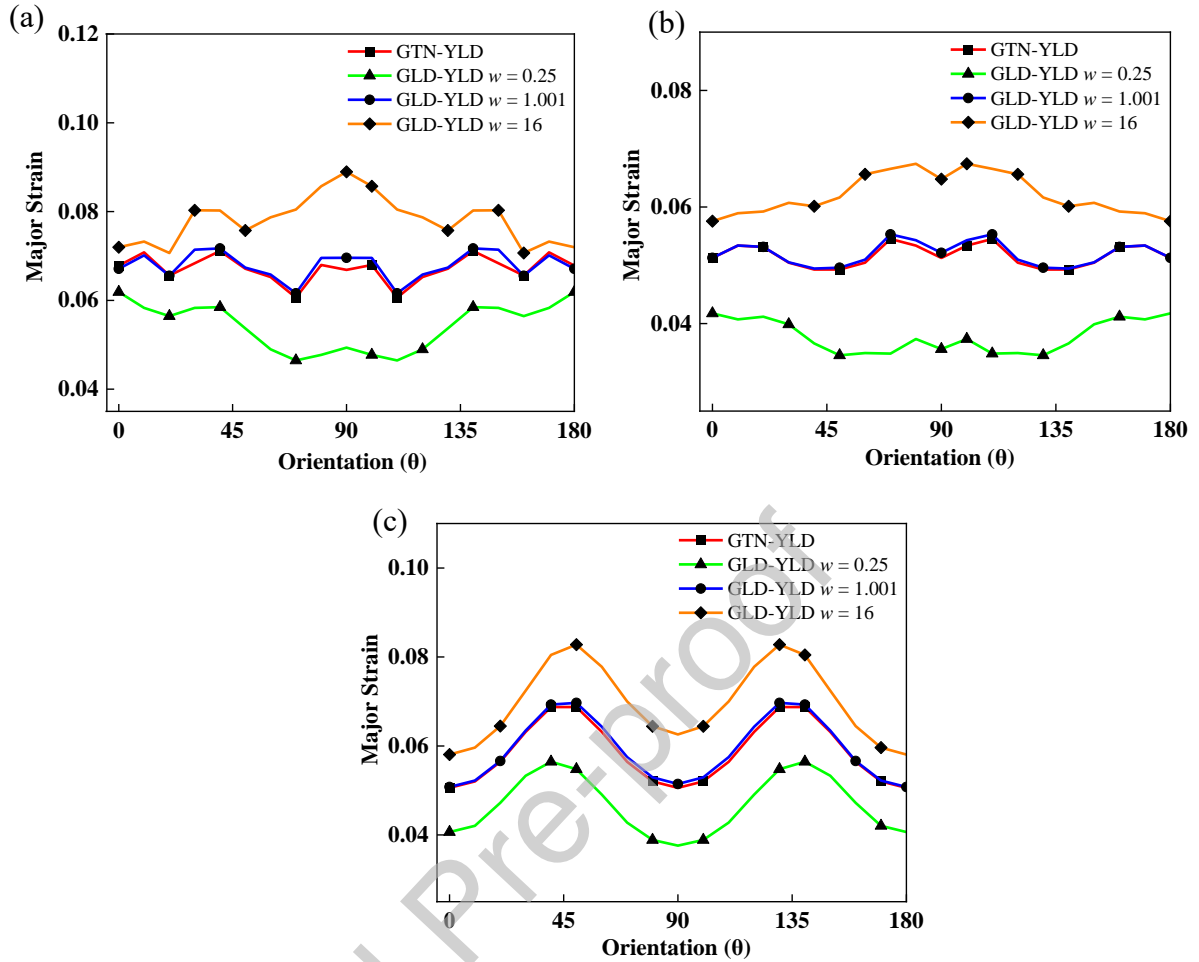 (a)
0.12
0.10
0.08
0.06
0.04
Major Strain
GTN-YLD
GLD-YLD w = 0.25
GLD-YLD w = 1.001
GLD-YLD w = 16
0 45 90 135 180
Orientation (θ)
(b)
0.08
0.06
0.04
Major Strain
GTN-YLD
GLD-YLD w = 0.25
GLD-YLD w = 1.001
GLD-YLD w = 16
0 45 90 135 180
Orientation (θ)
(c)
0.10
0.08
0.06
0.04
Major Strain
GTN-YLD
GLD-YLD w = 0.25
GLD-YLD w = 1.001
GLD-YLD w = 16
0 45 90 135 180
Orientation (θ)
Pre-proof